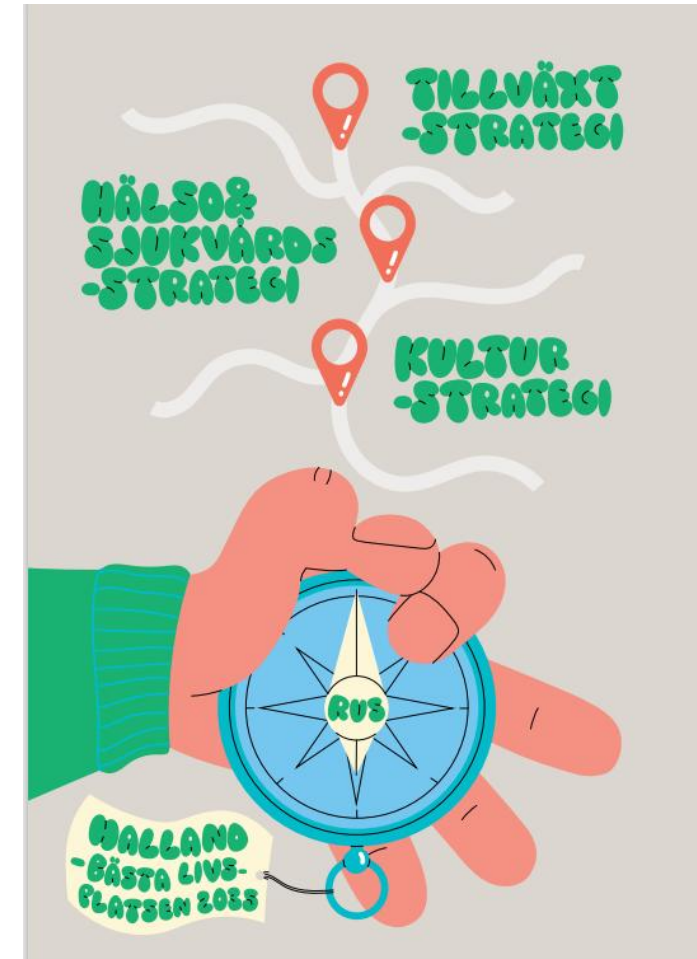 TILLVÄXT
-STRATEGI
HÄLSO&
SJUKVÅRDS
-STRATEGI
KULTUR
-STRATEGI
RUS
HALLAND
-BÄSTA LIVS-
PLATSEN 2035